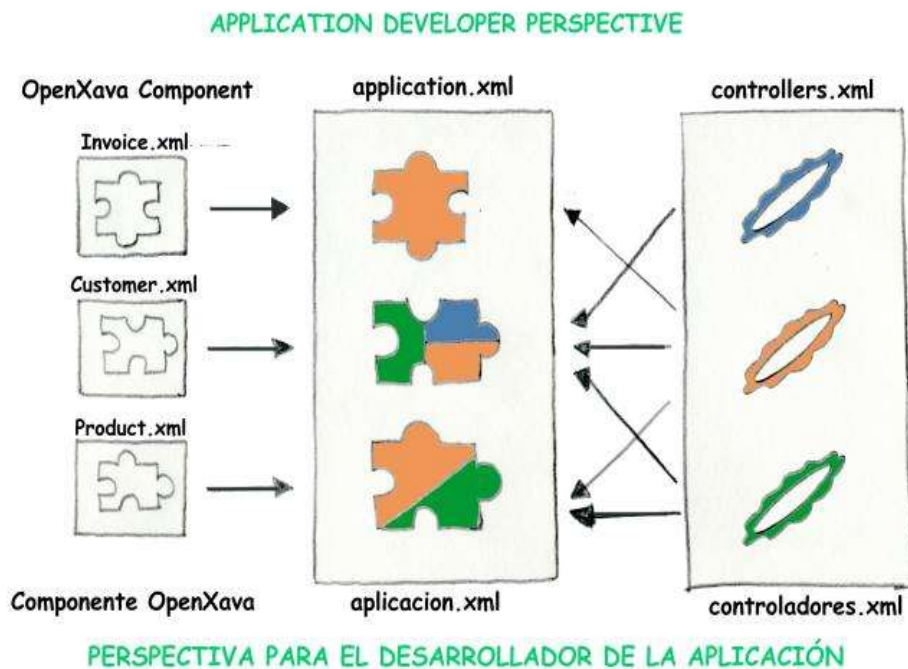 APPLICATION DEVELOPER PERSPECTIVE
OpenXava Component
application.xml
controllers.xml
Invoice.xml
Customer.xml
Product.xml
Componente OpenXava
aplicacion.xml
controladores.xml
PERSPECTIVA PARA EL DESARROLLADOR DE LA APLICACIÓN